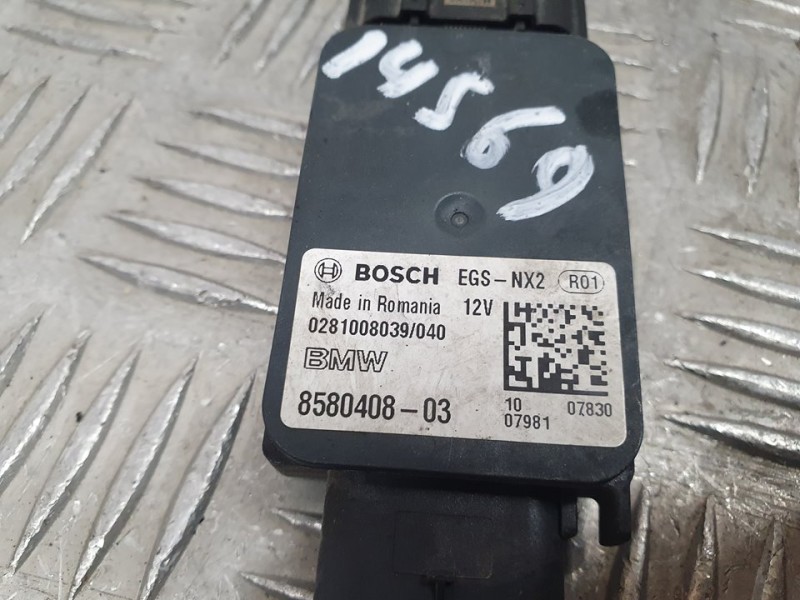 14569
BOSCH EGS-NX2 R01
Made in Romania 12V
0281008039/040
BMW
8580408-03
10 07830
07981